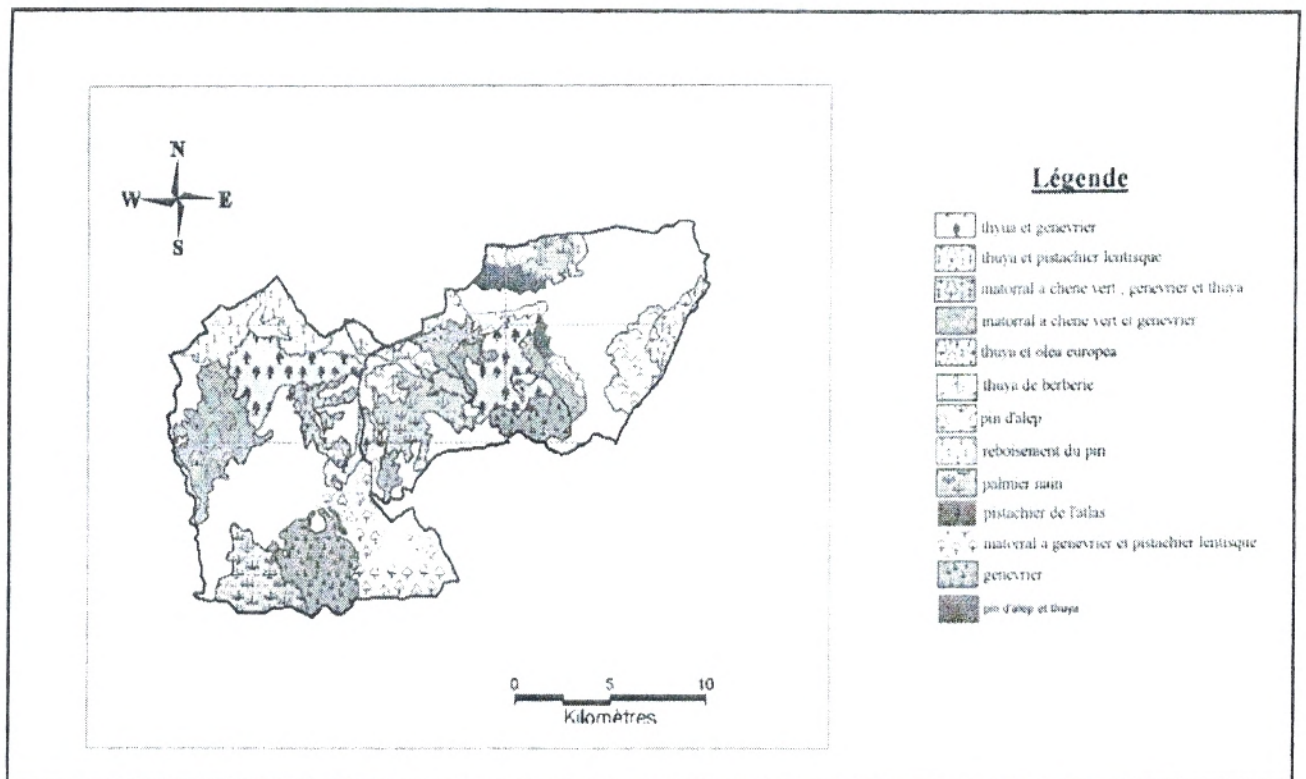 N
W E
S
Légende
thyua et genevrier
thuya et pistachier lentisque
matorral a chene vert , genevrier et thuya
matorral a chene vert et genevrier
thuya et olea europea
thuya de berberie
pin d'alep
reboisement du pin
palmier nain
pistachier de l'atlas
matorral a genevrier et pistachier lentisque
genevrier
pin d'alep et thuya
0 5 10
Kilomètres